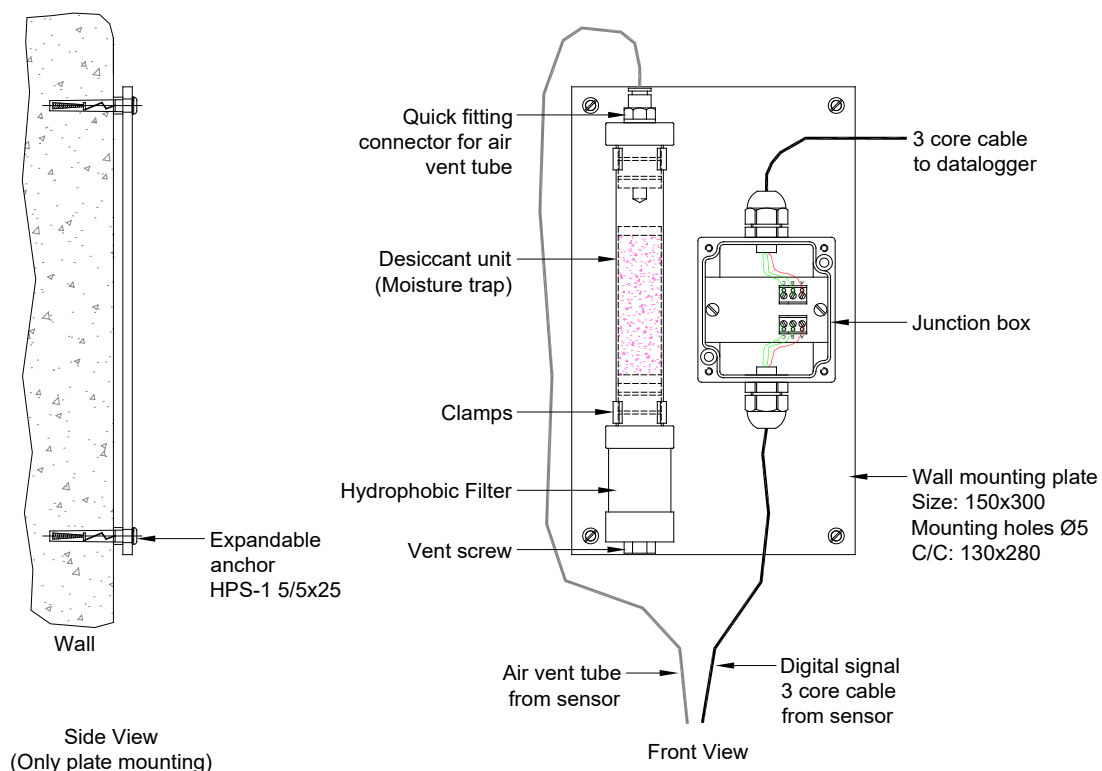 Quick fitting
connector for air
vent tube
3 core cable
to datalogger
Desiccant unit
(Moisture trap)
Junction box
Clamps
Hydrophobic Filter
Wall mounting plate
Size: 150x300
Mounting holes Ø5
C/C: 130x280
Vent screw
Expandable
anchor
HPS-1 5/5x25
Wall
Air vent tube
from sensor
Digital signal
3 core cable
from sensor
Side View
(Only plate mounting)
Front View